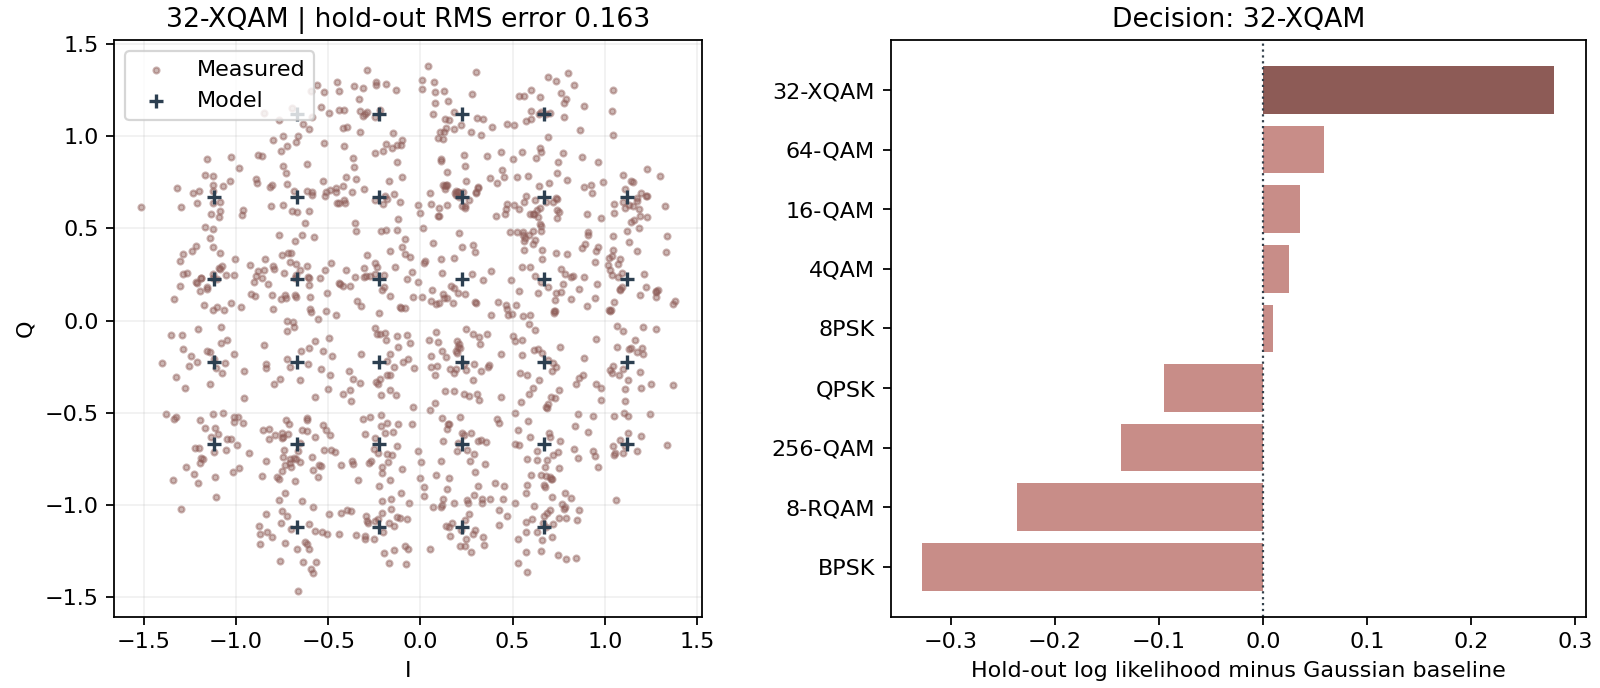 32-XQAM | hold-out RMS error 0.163
Measured
Model
1.5
1.0
0.5
0.0
−0.5
−1.0
−1.5
Q
−1.5
−1.0
−0.5
0.0
0.5
1.0
1.5
I
Decision: 32-XQAM
32-XQAM
64-QAM
16-QAM
4QAM
8PSK
QPSK
256-QAM
8-RQAM
BPSK
−0.3
−0.2
−0.1
0.0
0.1
0.2
0.3
Hold-out log likelihood minus Gaussian baseline